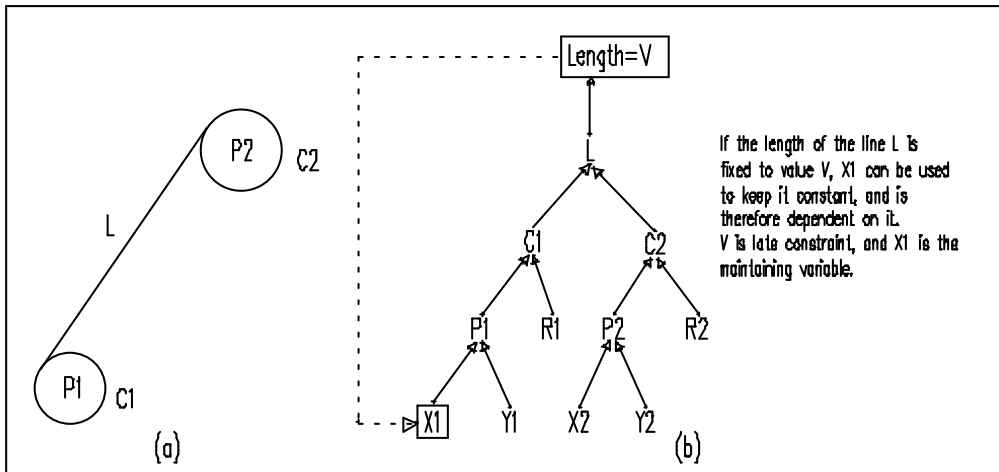 P2
C2
L
P1
C1
(a)
Length=V
L
C1 C2
P1 R1 P2 R2
X1 Y1 X2 Y2
(b)
If the length of the line L is
fixed to value V, X1 can be used
to keep it constant, and is
therefore dependent on it.
V is late constraint, and X1 is the
maintaining variable.